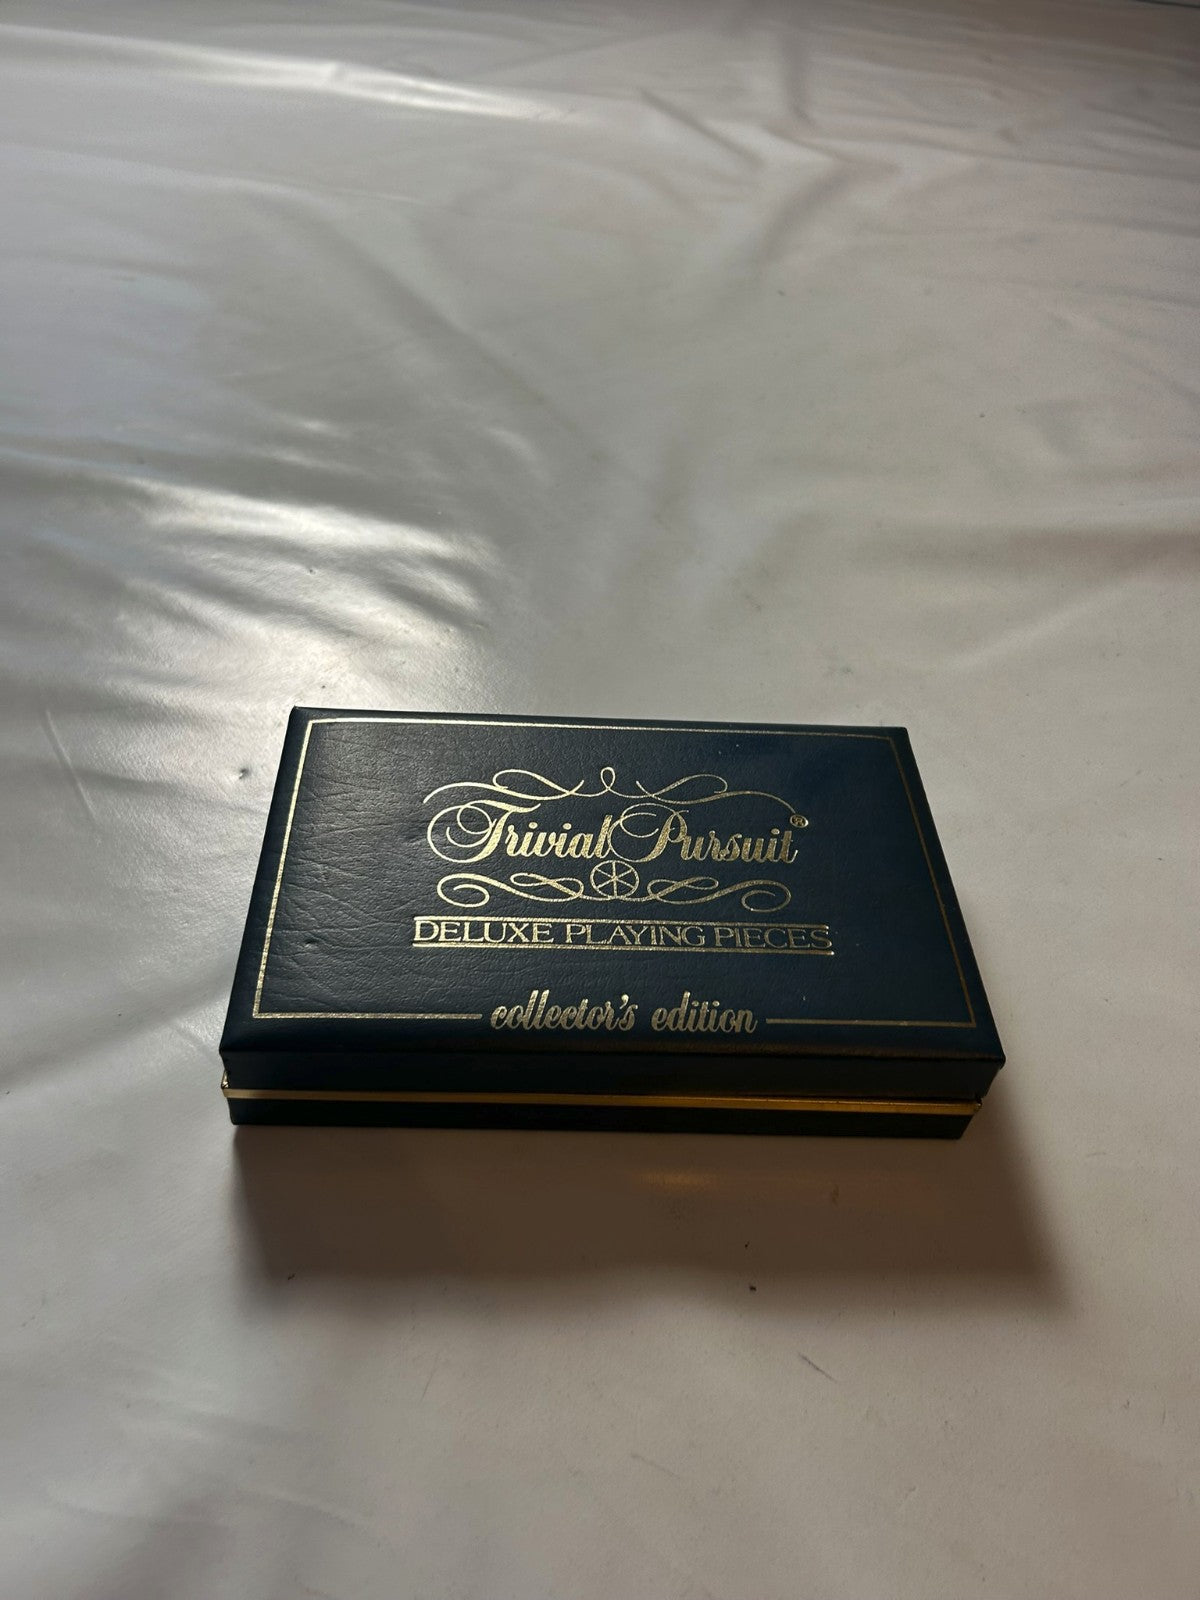 Trivial Pursuit®
DELUXE PLAYING PIECES
collector's edition